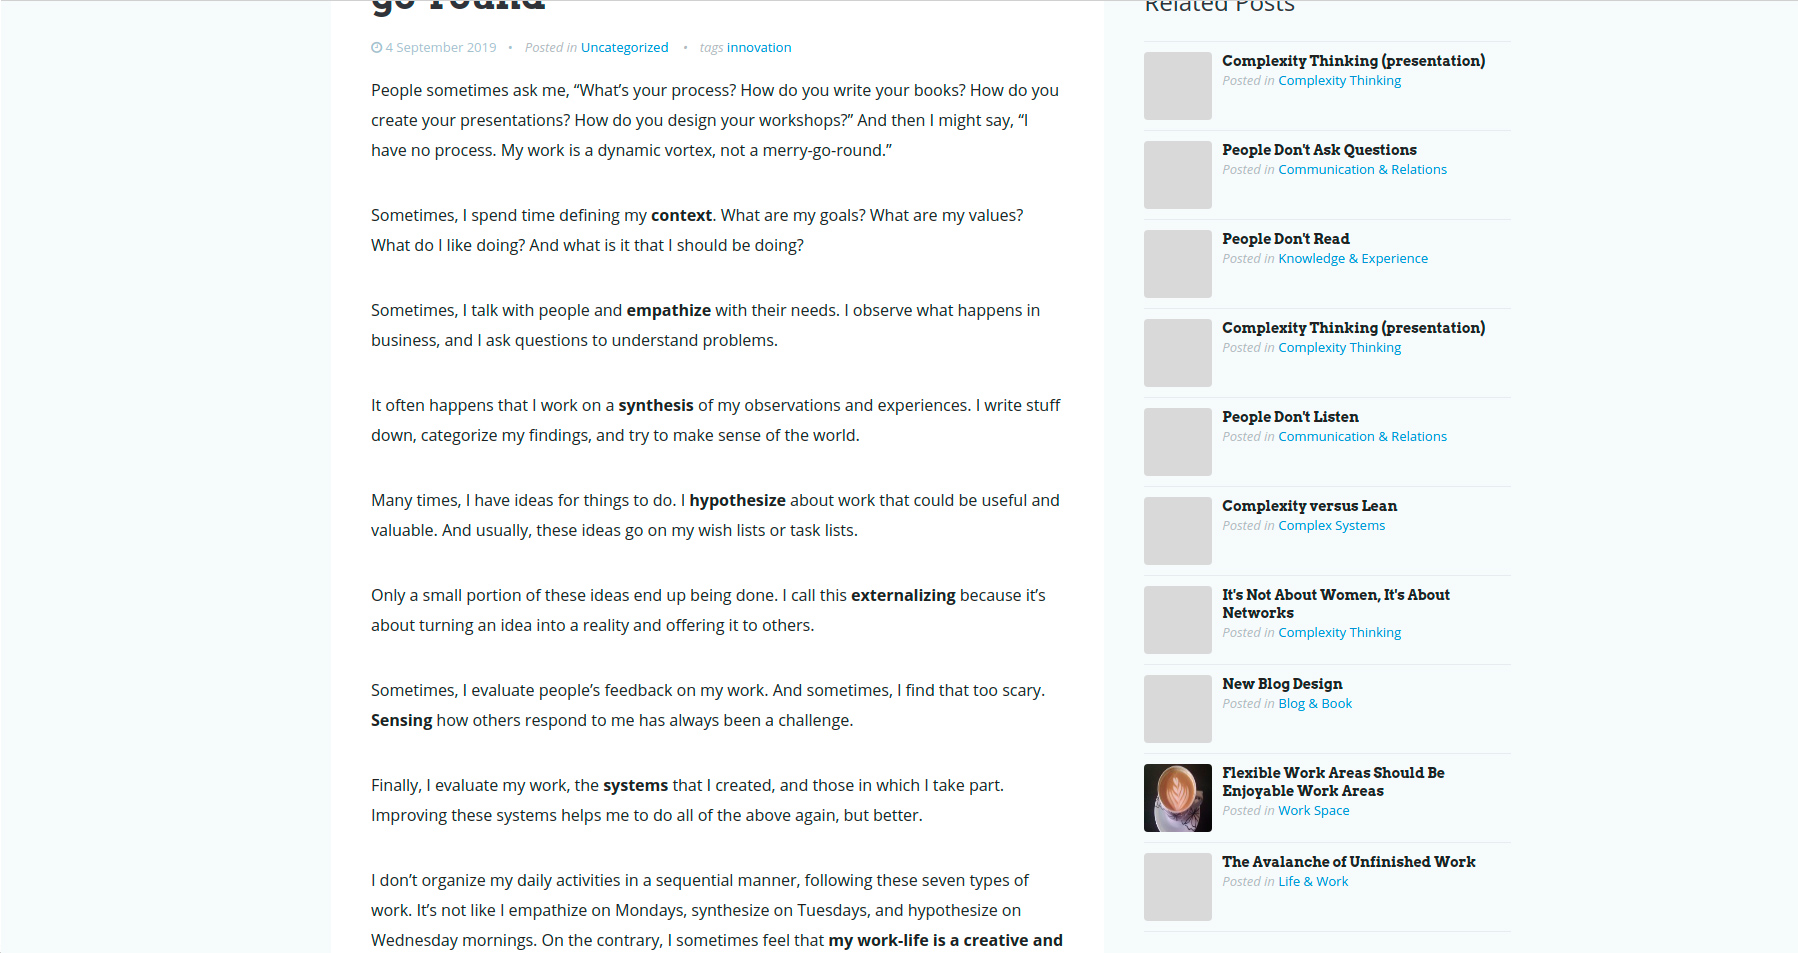 go-round
4 September 2019 • Posted in Uncategorized • tags innovation
People sometimes ask me, “What’s your process? How do you write your books? How do you
create your presentations? How do you design your workshops?” And then I might say, “I
have no process. My work is a dynamic vortex, not a merry-go-round.”
Sometimes, I spend time defining my context. What are my goals? What are my values?
What do I like doing? And what is it that I should be doing?
Sometimes, I talk with people and empathize with their needs. I observe what happens in
business, and I ask questions to understand problems.
It often happens that I work on a synthesis of my observations and experiences. I write stuff
down, categorize my findings, and try to make sense of the world.
Many times, I have ideas for things to do. I hypothesize about work that could be useful and
valuable. And usually, these ideas go on my wish lists or task lists.
Only a small portion of these ideas end up being done. I call this externalizing because it’s
about turning an idea into a reality and offering it to others.
Sometimes, I evaluate people’s feedback on my work. And sometimes, I find that too scary.
Sensing how others respond to me has always been a challenge.
Finally, I evaluate my work, the systems that I created, and those in which I take part.
Improving these systems helps me to do all of the above again, but better.
I don’t organize my daily activities in a sequential manner, following these seven types of
work. It’s not like I empathize on Mondays, synthesize on Tuesdays, and hypothesize on
Wednesday mornings. On the contrary, I sometimes feel that my work-life is a creative and
Related Posts
Complexity Thinking (presentation)
Posted in Complexity Thinking
People Don't Ask Questions
Posted in Communication & Relations
People Don't Read
Posted in Knowledge & Experience
Complexity Thinking (presentation)
Posted in Complexity Thinking
People Don't Listen
Posted in Communication & Relations
Complexity versus Lean
Posted in Complex Systems
It's Not About Women, It's About
Networks
Posted in Complexity Thinking
New Blog Design
Posted in Blog & Book
Flexible Work Areas Should Be
Enjoyable Work Areas
Posted in Work Space
The Avalanche of Unfinished Work
Posted in Life & Work